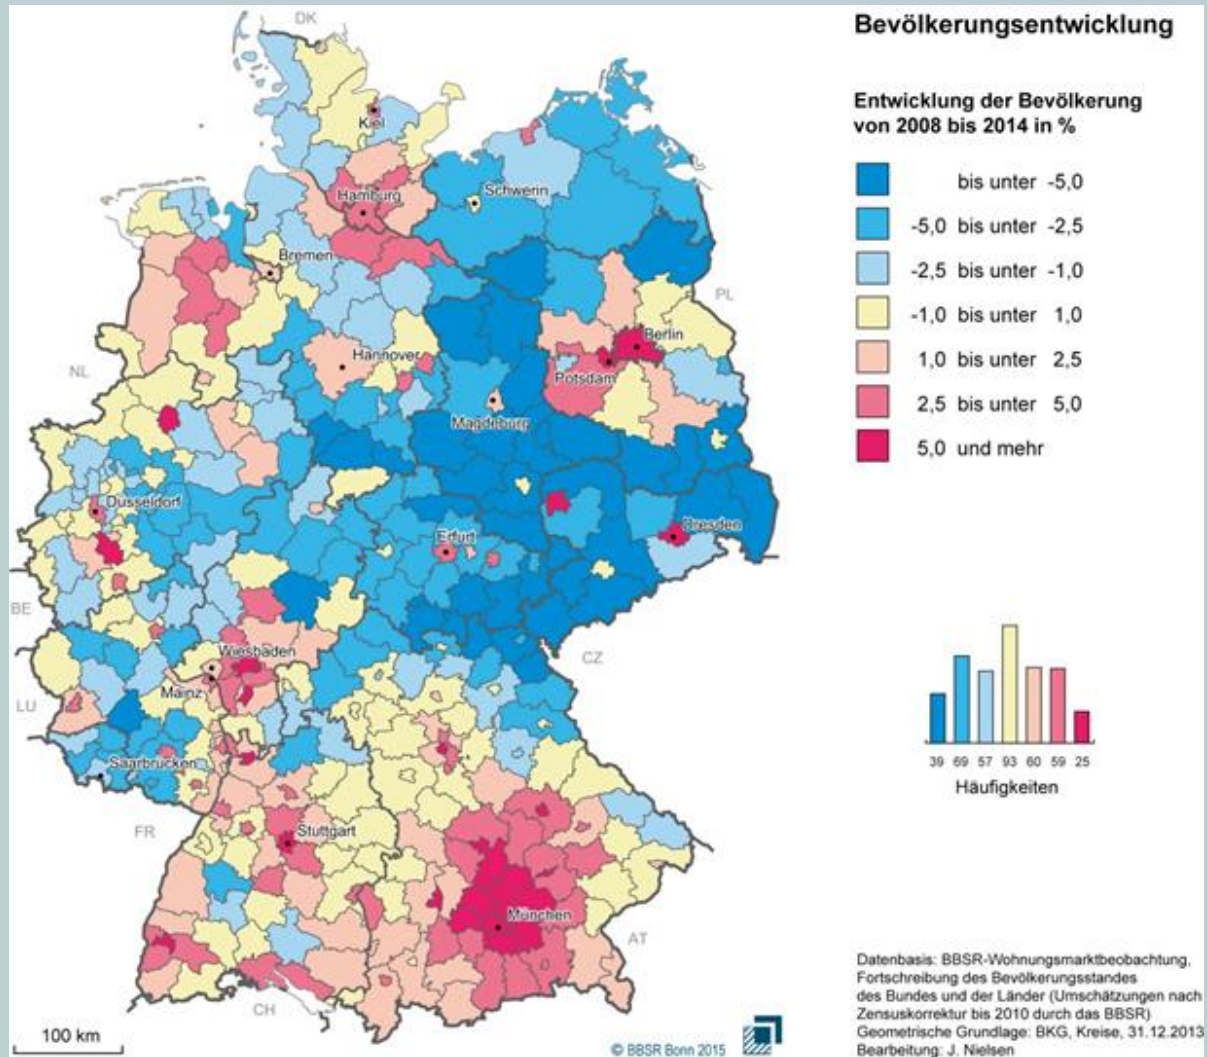 Bevölkerungsentwicklung
Entwicklung der Bevölkerung
von 2008 bis 2014 in %
bis unter -5,0
-5,0 bis unter -2,5
-2,5 bis unter -1,0
-1,0 bis unter 1,0
1,0 bis unter 2,5
2,5 bis unter 5,0
5,0 und mehr
DK
Kiel
Hamburg
Schwerin
Bremen
PL
Berlin
Hannover
NL
Potsdam
Magdeburg
Düsseldorf
Dresden
Erfurt
BE
CZ
Wiesbaden
Mainz
LU
Saarbrücken
FR
Stuttgart
München
AT
CH
39 69 57 93 60 59 25
Häufigkeiten
100 km
© BBSR Bonn 2015
Datenbasis: BBSR-Wohnungsmarktbeobachtung,
Fortschreibung des Bevölkerungsstandes
des Bundes und der Länder (Umschätzungen nach
Zensuskorrektur bis 2010 durch das BBSR)
Geometrische Grundlage: BKG, Kreise, 31.12.2013
Bearbeitung: J. Nielsen